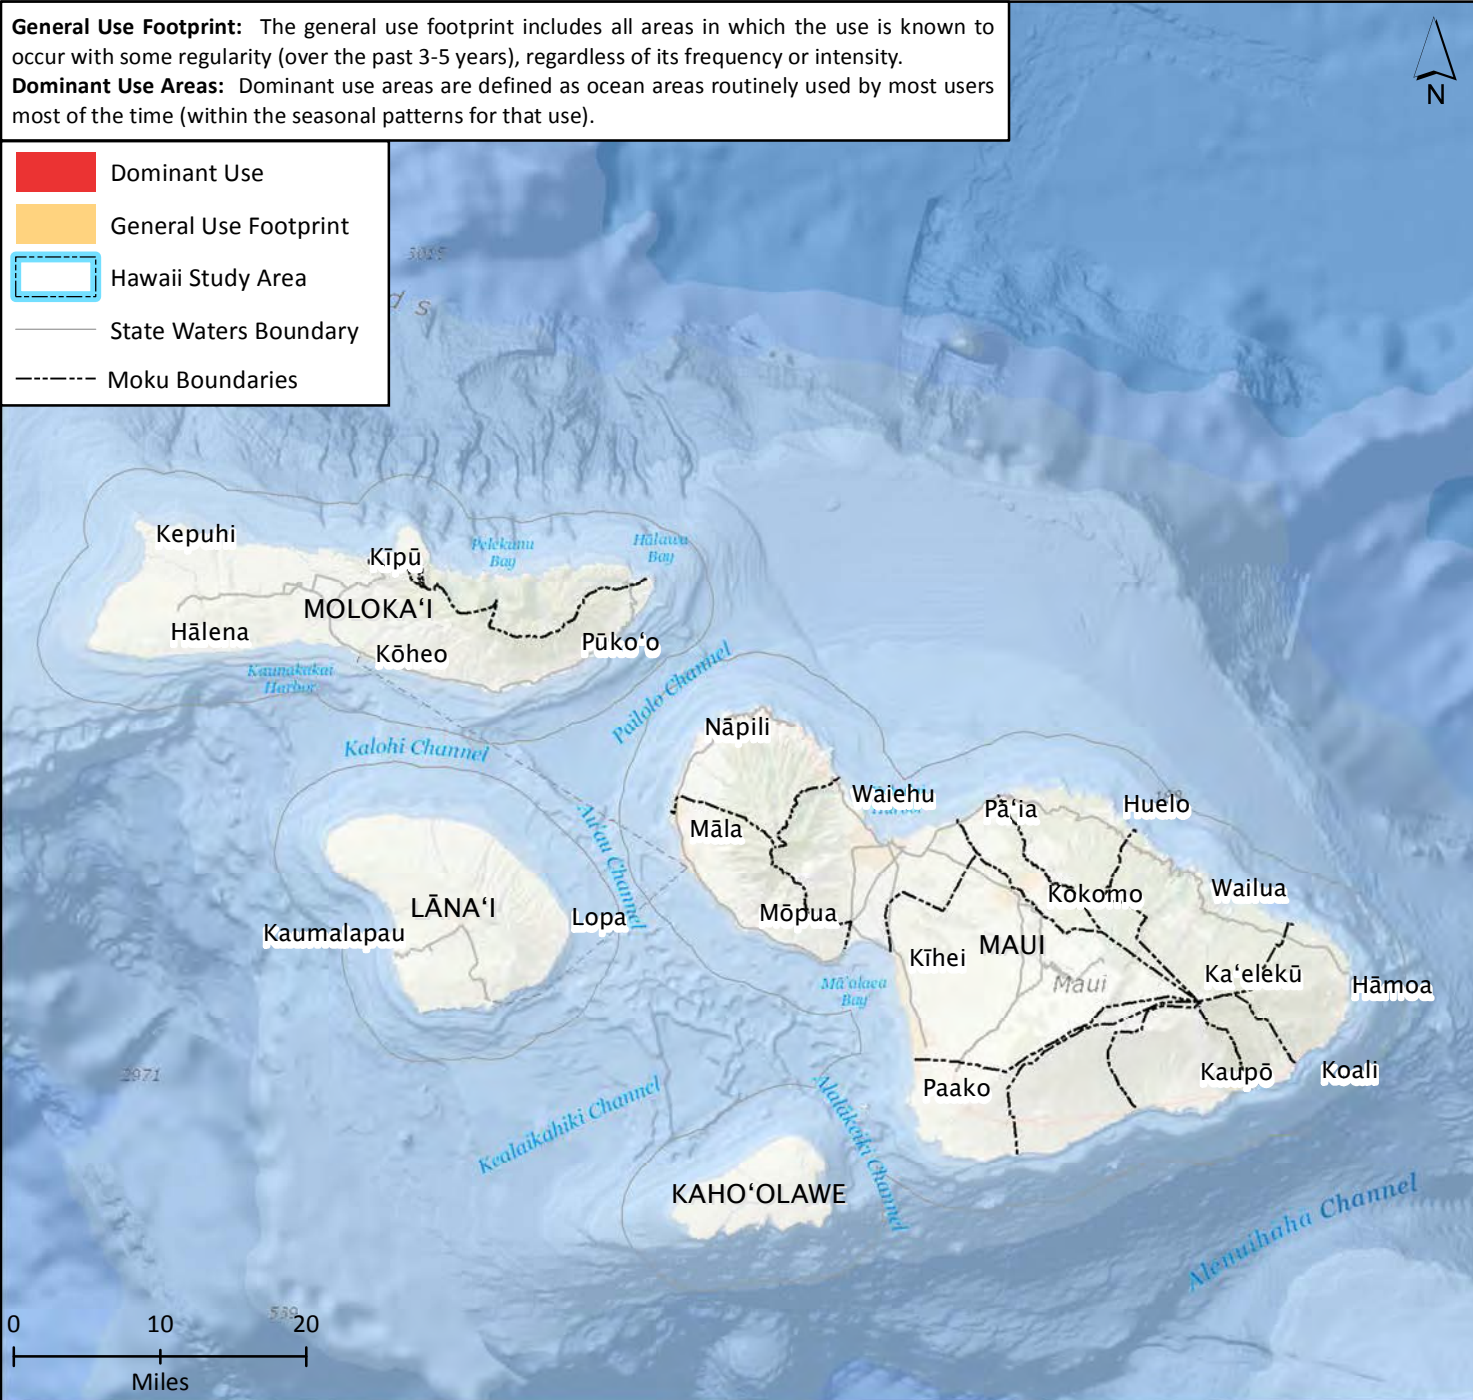 General Use Footprint: The general use footprint includes all areas in which the use is known to
occur with some regularity (over the past 3-5 years), regardless of its frequency or intensity.
Dominant Use Areas: Dominant use areas are defined as ocean areas routinely used by most users
most of the time (within the seasonal patterns for that use).
N
Dominant Use
General Use Footprint
Hawaii Study Area
State Waters Boundary
Moku Boundaries
3015
ds
Kepuhi
Kīpū
Pelekunu
Bay
Hālawa
Bay
MOLOKAʻI
Hālena
Kōheo
Pūkoʻo
Kaunakakai
Harbor
Pailolo Channel
Kalohi Channel
Nāpili
Waiehu
Pāʻia
Huelo
Māla
Auʻau Channel
LĀNAʻI
Kaumalapau
Lopa
Mōpua
Kōkomo
Wailua
Kīhei
MAUI
Maui
Kaʻelekū
Hāmoa
Māʻalaea
Bay
Paako
Kaupō
Koali
2971
Kealaikahiki Channel
Alalākeiki Channel
KAHOʻOLAWE
Alenuihaha Channel
539
0 10 20
Miles